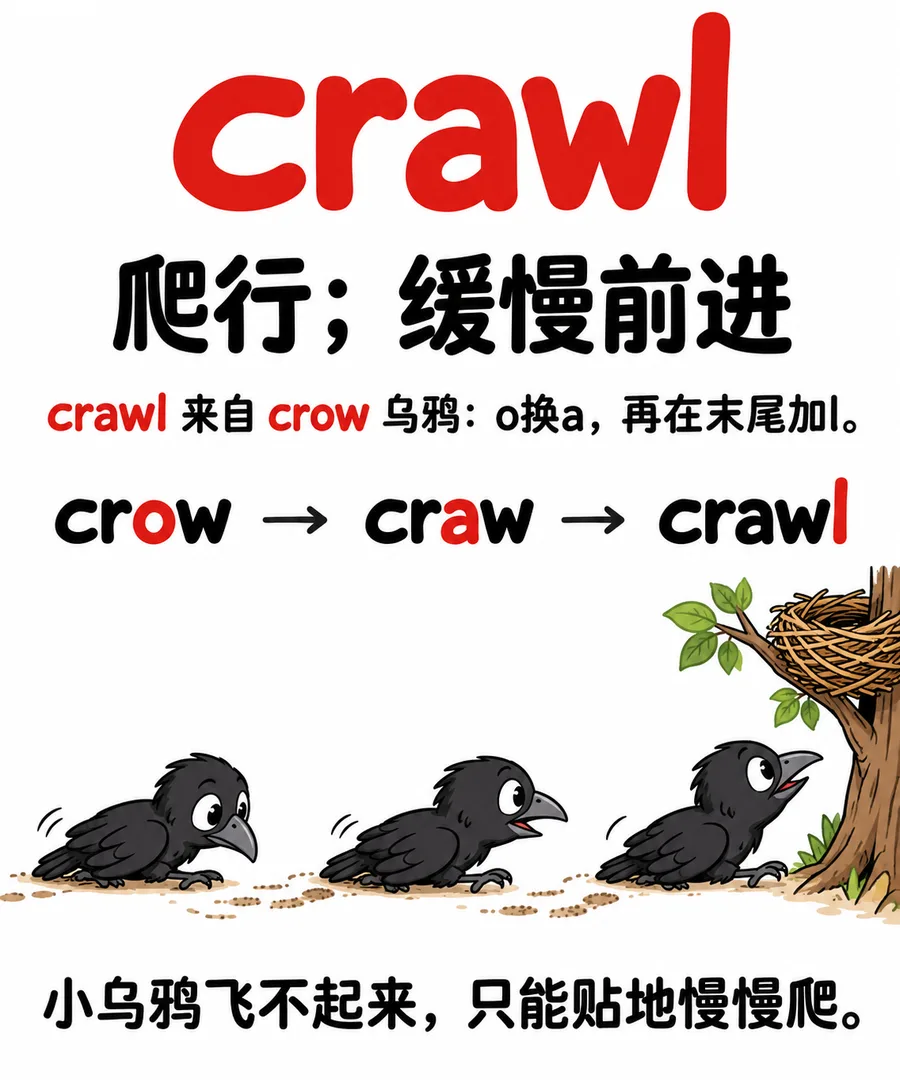 crawl
爬行；缓慢前进
crawl 来自 crow 乌鸦：o换a，再在末尾加l。
crow → craw → crawl
小乌鸦飞不起来，只能贴地慢慢爬。